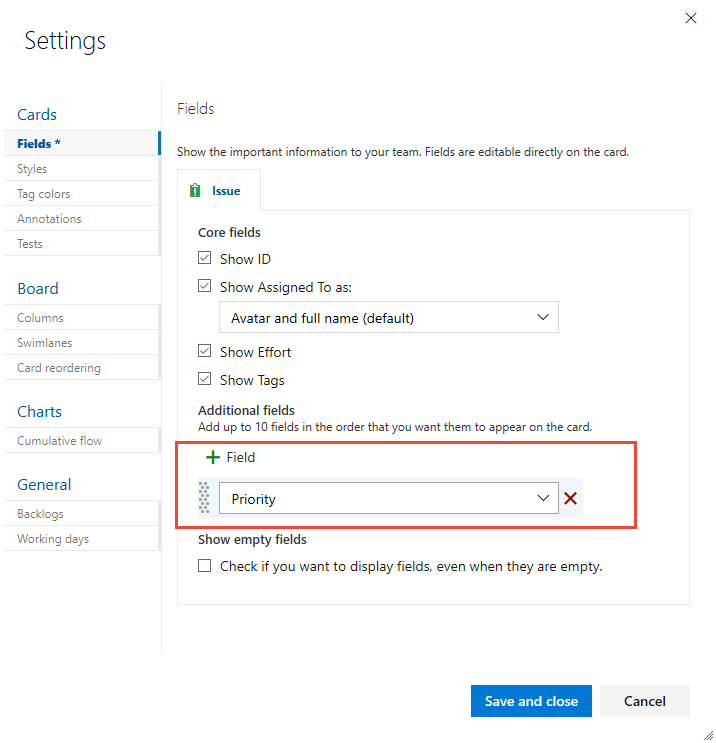 Settings
Cards
Fields *
Styles
Tag colors
Annotations
Tests
Board
Columns
Swimlanes
Card reordering
Charts
Cumulative flow
General
Backlogs
Working days
Fields
Show the important information to your team. Fields are editable directly on the card.
Issue
Core fields
Show ID
Show Assigned To as:
Avatar and full name (default)
Show Effort
Show Tags
Additional fields
Add up to 10 fields in the order that you want them to appear on the card.
Field
Priority
Show empty fields
Check if you want to display fields, even when they are empty.
Save and close
Cancel